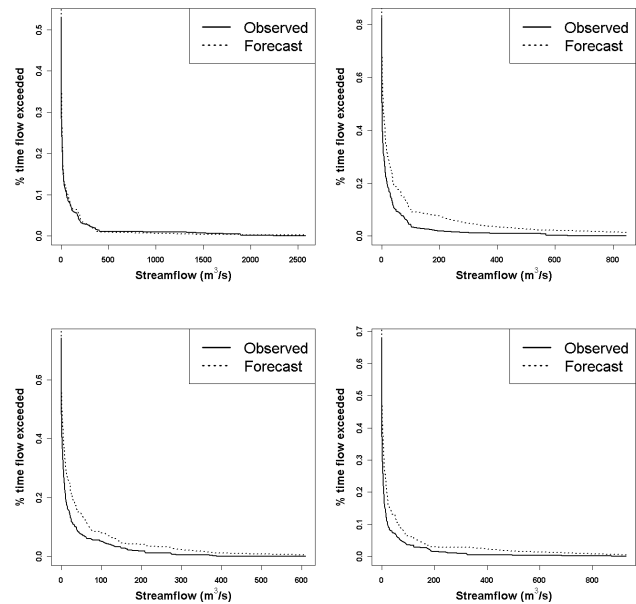 Observed
Forecast
% time flow exceeded
0.0
0.1
0.2
0.3
0.4
0.5
0
500
1000
1500
2000
2500
Streamflow (m³/s)
Observed
Forecast
% time flow exceeded
0.0
0.2
0.4
0.6
0.8
0
200
400
600
800
Streamflow (m³/s)
Observed
Forecast
% time flow exceeded
0.0
0.2
0.4
0.6
0
100
200
300
400
500
600
Streamflow (m³/s)
Observed
Forecast
% time flow exceeded
0.0
0.1
0.2
0.3
0.4
0.5
0.6
0.7
0
200
400
600
800
Streamflow (m³/s)